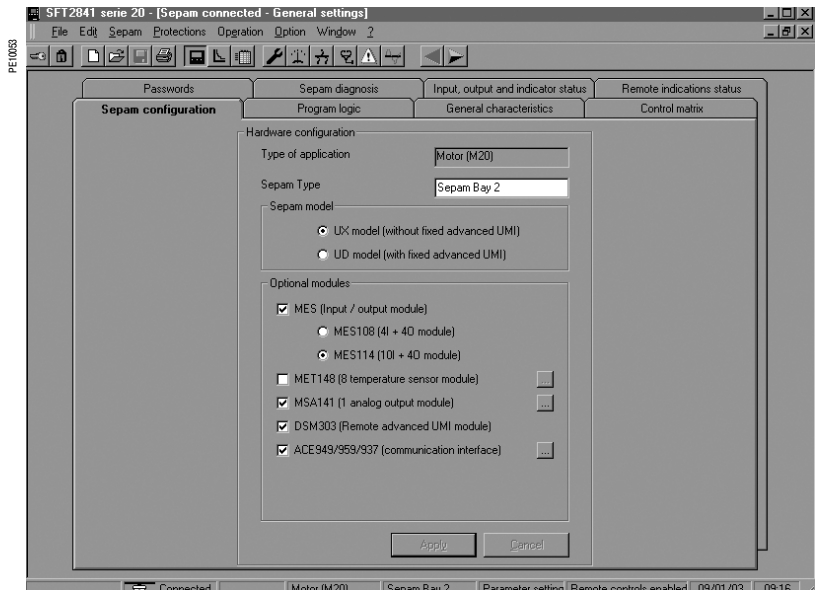 SFT2841 serie 20 - [Sepam connected - General settings]
File Edit Sepam Protections Operation Option Window ?
PE10053
Passwords Sepam diagnosis Input, output and indicator status Remote indications status
Sepam configuration Program logic General characteristics Control matrix
Hardware configuration
Type of application Motor (M20)
Sepam Type Sepam Bay 2
Sepam model
UX model (without fixed advanced UMI)
UD model (with fixed advanced UMI)
Optional modules
MES (Input / output module)
MES108 (4I + 4O module)
MES114 (10I + 4O module)
MET148 (8 temperature sensor module) ...
MSA141 (1 analog output module) ...
DSM303 (Remote advanced UMI module)
ACE949/959/937 (communication interface) ...
Apply Cancel
Connected Motor (M20) Sepam Bay 2 Parameter setting Remote controls enabled 09/01/03 09:16